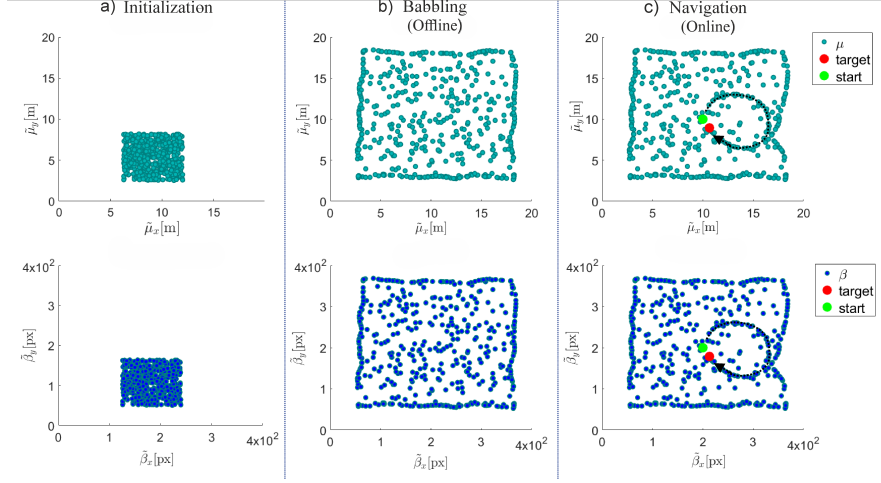 a) Initialization
b) Babbling
(Offline)
c) Navigation
(Online)
20
15
10
5
0
μ̃y[m]
0 5 10 15
μ̃x[m]
20
15
10
5
0
μ̃y[m]
0 5 10 15 20
μ̃x[m]
20
15
10
5
0
μ̃y[m]
0 5 10 15 20
μ̃x[m]
μ
target
start
4x10²
3
2
1
0
β̃y[px]
0 2 4x10²
β̃x[px]
4x10²
3
2
1
0
β̃y[px]
0 1 2 3 4x10²
β̃x[px]
4x10²
3
2
1
0
β̃y[px]
0 1 2 3 4x10²
β̃x[px]
β
target
start